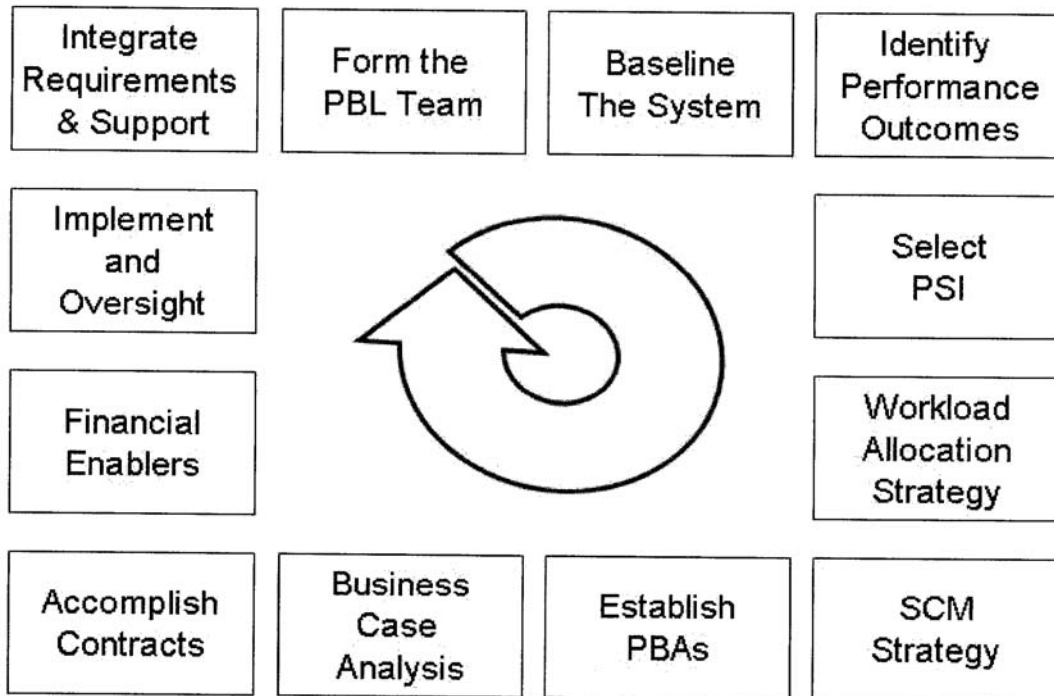 Integrate
Requirements
& Support
Form the
PBL Team
Baseline
The System
Identify
Performance
Outcomes
Implement
and
Oversight
Select
PSI
Financial
Enablers
Workload
Allocation
Strategy
Accomplish
Contracts
Business
Case
Analysis
Establish
PBAs
SCM
Strategy